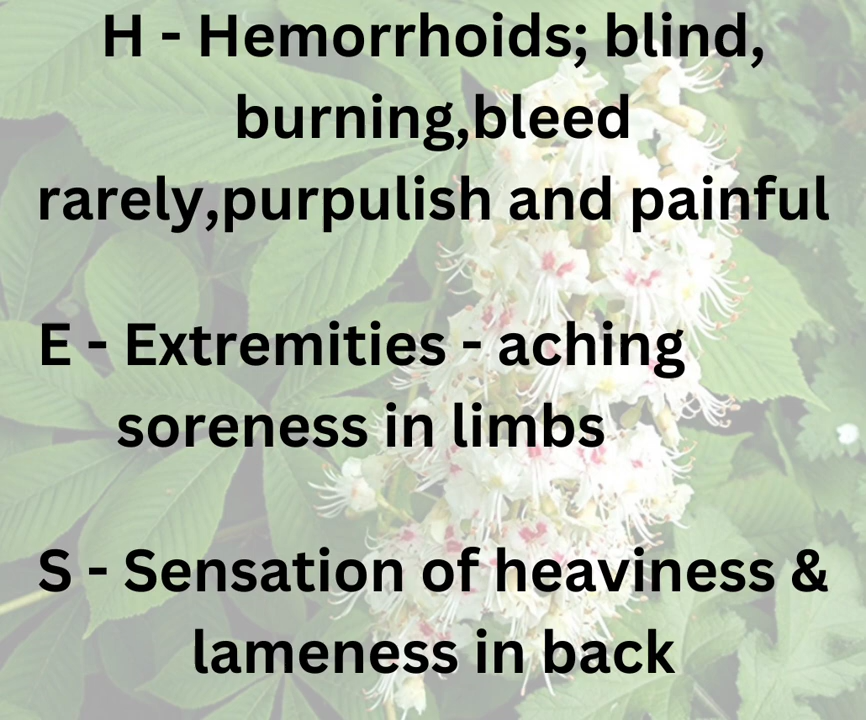 H - Hemorrhoids; blind,
burning,bleed
rarely,purpulish and painful
E - Extremities - aching
soreness in limbs
S - Sensation of heaviness &
lameness in back